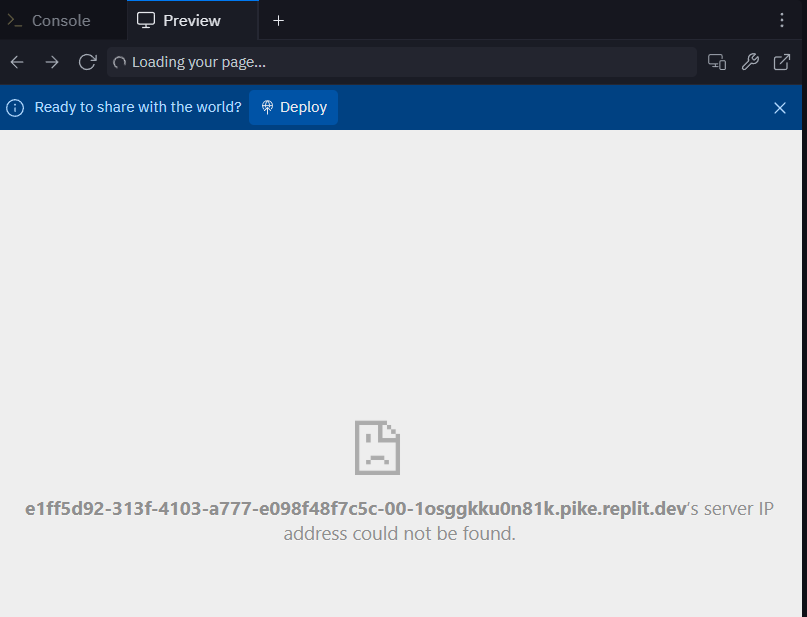 Console
Preview
Loading your page...
Ready to share with the world?
Deploy
e1ff5d92-313f-4103-a777-e098f48f7c5c-00-1osggkku0n81k.pike.replit.dev's server IP
address could not be found.